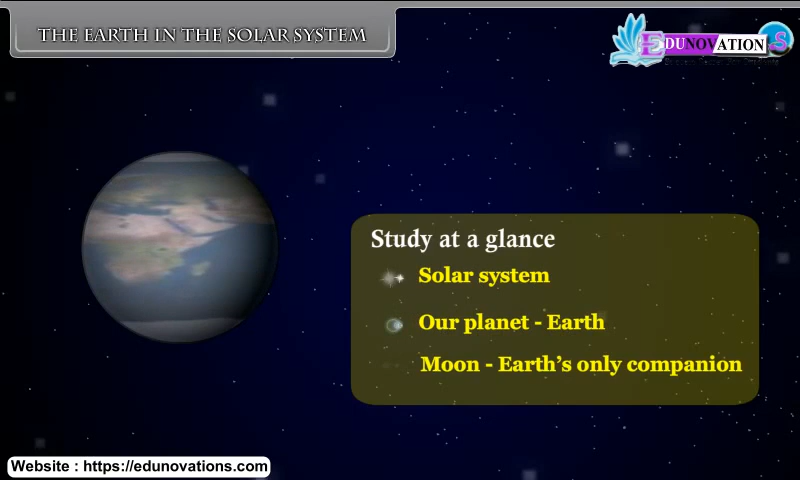 THE EARTH IN THE SOLAR SYSTEM
EDUNOVATIONS
Study at a glance
Solar system
Our planet - Earth
Moon - Earth's only companion
Website : https://edunovations.com